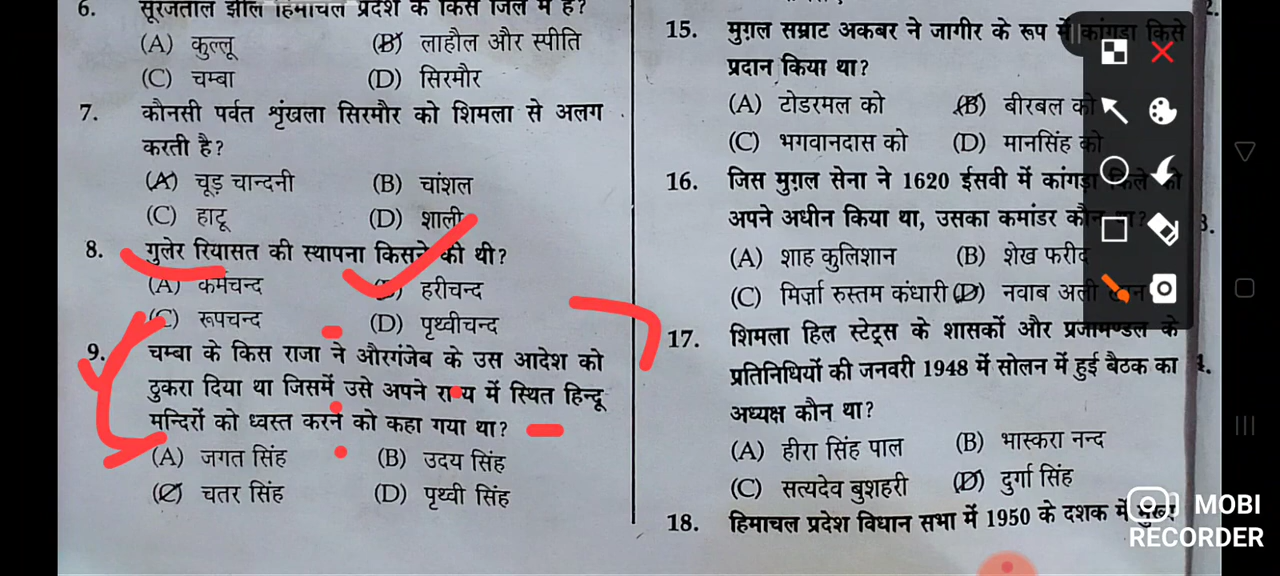 6. सूरजताल झील हिमाचल प्रदेश के किस जिले में है?
(A) कुल्लू (B) लाहौल और स्पीति
(C) चम्बा (D) सिरमौर
7. कौनसी पर्वत शृंखला सिरमौर को शिमला से अलग
करती है?
(A) चूड़ चान्दनी (B) चांशल
(C) हाटू (D) शाली
8. गुलेर रियासत की स्थापना किसने की थी?
(A) कर्मचन्द (B) हरीचन्द
(C) रूपचन्द (D) पृथ्वीचन्द
9. चम्बा के किस राजा ने औरगंजेब के उस आदेश को
ठुकरा दिया था जिसमें उसे अपने राज्य में स्थित हिन्दू
मन्दिरों को ध्वस्त करने को कहा गया था?
(A) जगत सिंह (B) उदय सिंह
(C) चतर सिंह (D) पृथ्वी सिंह
15. मुग़ल सम्राट अकबर ने जागीर के रूप में कांगड़ा किसे
प्रदान किया था?
(A) टोडरमल को (B) बीरबल को
(C) भगवानदास को (D) मानसिंह को
16. जिस मुग़ल सेना ने 1620 ईसवी में कांगड़ा किले को
अपने अधीन किया था, उसका कमांडर कौन था?
(A) शाह कुलिशान (B) शेख फरीद
(C) मिर्ज़ा रुस्तम कंधारी (D) नवाब अली खान
17. शिमला हिल स्टेट्स के शासकों और प्रजामण्डल के
प्रतिनिधियों की जनवरी 1948 में सोलन में हुई बैठक का
अध्यक्ष कौन था?
(A) हीरा सिंह पाल (B) भास्करा नन्द
(C) सत्यदेव बुशहरी (D) दुर्गा सिंह
18. हिमाचल प्रदेश विधान सभा में 1950 के दशक में
MOBI
RECORDER